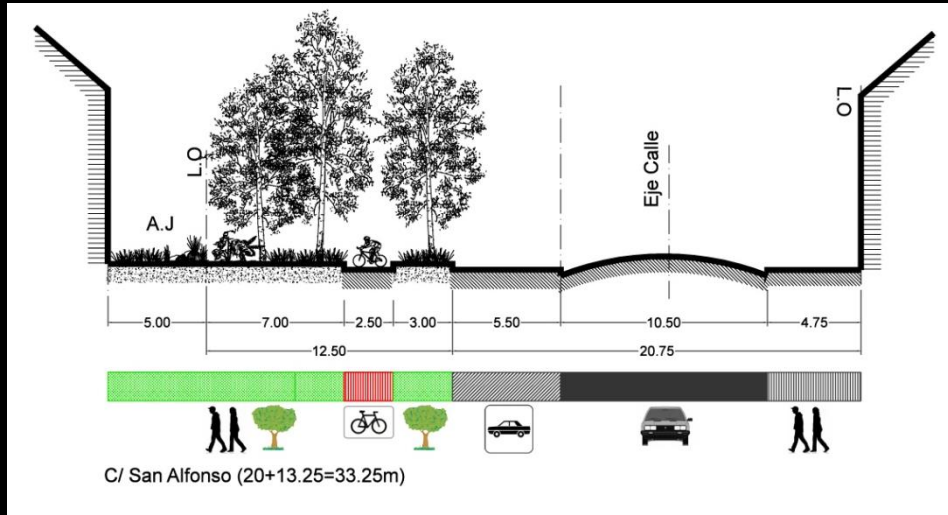 L.O
L.O
A.J
Eje Calle
5.00 7.00 2.50 3.00 5.50 10.50 4.75
12.50 20.75
C/ San Alfonso (20+13.25=33.25m)